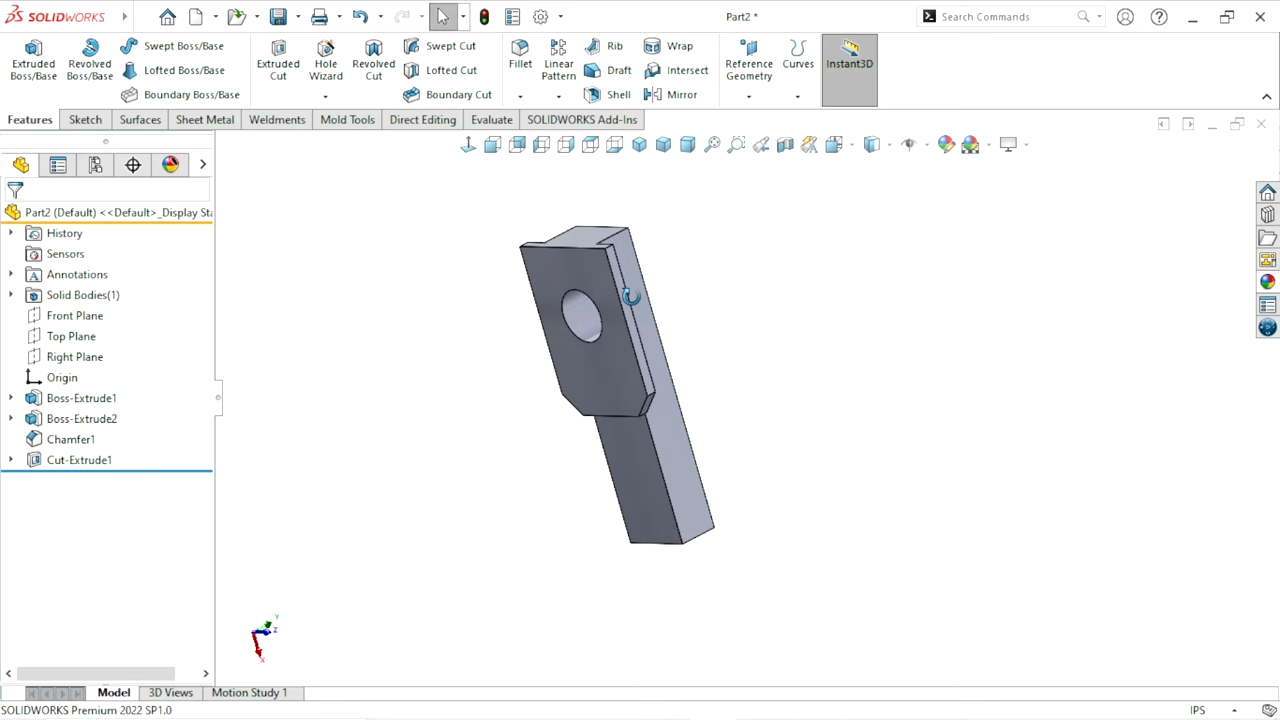 SOLIDWORKS
Part2 *
Search Commands
Extruded Boss/Base
Revolved Boss/Base
Swept Boss/Base
Lofted Boss/Base
Boundary Boss/Base
Extruded Cut
Hole Wizard
Revolved Cut
Swept Cut
Lofted Cut
Boundary Cut
Fillet
Linear Pattern
Rib
Draft
Shell
Wrap
Intersect
Mirror
Reference Geometry
Curves
Instant3D
Features Sketch Surfaces Sheet Metal Weldments Mold Tools Direct Editing Evaluate SOLIDWORKS Add-Ins
Part2 (Default) <<Default>_Display Sta
History
Sensors
Annotations
Solid Bodies(1)
Front Plane
Top Plane
Right Plane
Origin
Boss-Extrude1
Boss-Extrude2
Chamfer1
Cut-Extrude1
Y
Z
X
Model 3D Views Motion Study 1
SOLIDWORKS Premium 2022 SP1.0
IPS